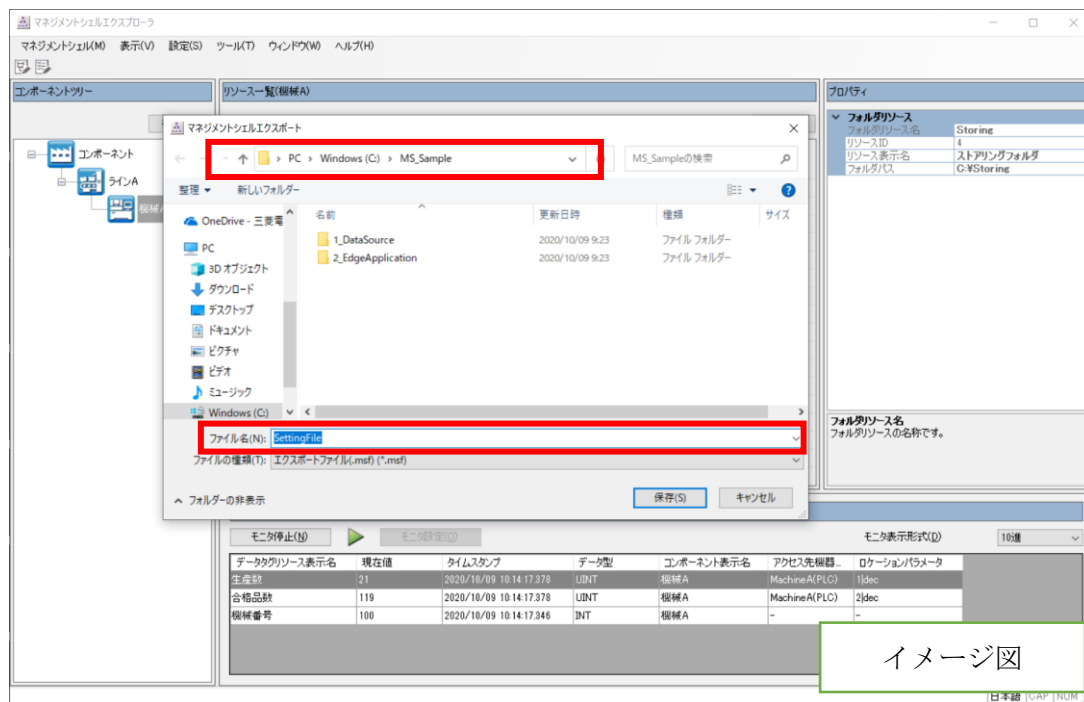 マネジメントシェルエクスプローラ
マネジメントシェル(M) 表示(V) 設定(S) ツール(T) ウィンドウ(W) ヘルプ(H)
コンポーネントツリー
コンポーネント
ラインA
機械A
リソース一覧(機械A)
マネジメントシェルエクスポート
PC › Windows (C:) › MS_Sample
MS_Sampleの検索
整理 新しいフォルダー
OneDrive - 三菱電
PC
3D オブジェクト
ダウンロード
デスクトップ
ドキュメント
ピクチャ
ビデオ
ミュージック
Windows (C:)
名前 更新日時 種類 サイズ
1_DataSource 2020/10/09 9:23 ファイル フォルダー
2_EdgeApplication 2020/10/09 9:23 ファイル フォルダー
ファイル名(N): SettingFile
ファイルの種類(T): エクスポートファイル(.msf) (*.msf)
フォルダーの非表示 保存(S) キャンセル
プロパティ
フォルダリソース
フォルダリソース名 Storing
リソースID 4
リソース表示名 ストアリングフォルダ
フォルダパス C:¥Storing
フォルダリソース名
フォルダリソースの名称です。
モニタ停止(N) モニタ設定(O) モニタ表示形式(D) 10進
データタグリソース表示名 現在値 タイムスタンプ データ型 コンポーネント表示名 アクセス先機器... ロケーションパラメータ
生産数 21 2020/10/09 10:14:17.378 UINT 機械A MachineA(PLC) 1|dec
合格品数 119 2020/10/09 10:14:17.378 UINT 機械A MachineA(PLC) 2|dec
機械番号 100 2020/10/09 10:14:17.346 INT 機械A - -
イメージ図
日本語 CAP NUM